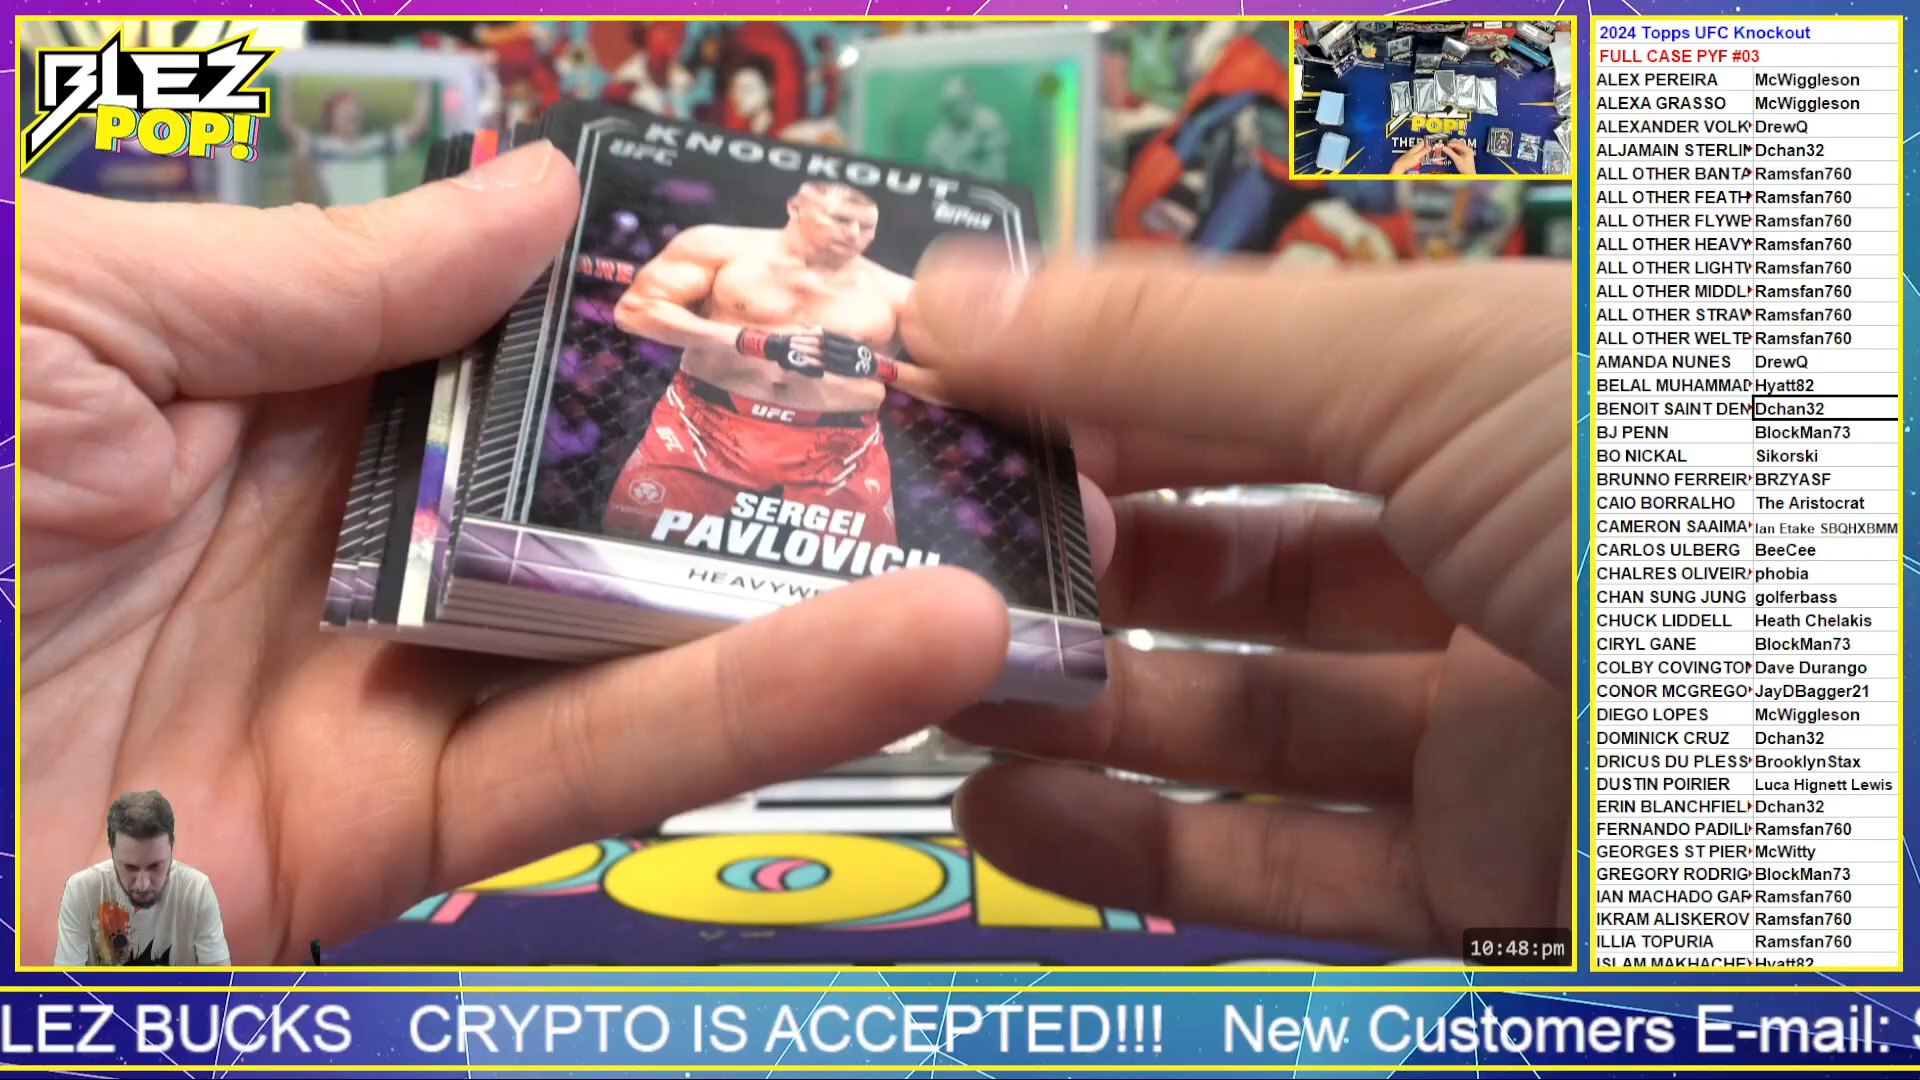 BLEZ
POP!
KNOCKOUT
UFC
topps
UFC
UFC
SERGEI
PAVLOVICH
POP!
10:48:pm
2024 Topps UFC Knockout
FULL CASE PYF #03
ALEX PEREIRA McWiggleson
ALEXA GRASSO McWiggleson
ALEXANDER VOLK DrewQ
ALJAMAIN STERLIN Dchan32
ALL OTHER BANTA Ramsfan760
ALL OTHER FEATH Ramsfan760
ALL OTHER FLYWE Ramsfan760
ALL OTHER HEAVY Ramsfan760
ALL OTHER LIGHTW Ramsfan760
ALL OTHER MIDDL Ramsfan760
ALL OTHER STRAW Ramsfan760
ALL OTHER WELTE Ramsfan760
AMANDA NUNES DrewQ
BELAL MUHAMMAD Hyatt82
BENOIT SAINT DEN Dchan32
BJ PENN BlockMan73
BO NICKAL Sikorski
BRUNNO FERREIR BRZYASF
CAIO BORRALHO The Aristocrat
CAMERON SAAIMA Ian Etake SBQHXBMM
CARLOS ULBERG BeeCee
CHALRES OLIVEIRA phobia
CHAN SUNG JUNG golferbass
CHUCK LIDDELL Heath Chelakis
CIRYL GANE BlockMan73
COLBY COVINGTON Dave Durango
CONOR MCGREGO JayDBagger21
DIEGO LOPES McWiggleson
DOMINICK CRUZ Dchan32
DRICUS DU PLESS BrooklynStax
DUSTIN POIRIER Luca Hignett Lewis
ERIN BLANCHFIEL Dchan32
FERNANDO PADILL Ramsfan760
GEORGES ST PIER McWitty
GREGORY RODRIG BlockMan73
IAN MACHADO GAR Ramsfan760
IKRAM ALISKEROV Ramsfan760
ILLIA TOPURIA Ramsfan760
ISLAM MAKHACHE Hyatt82
LEZ BUCKS CRYPTO IS ACCEPTED!!! New Customers E-mail: